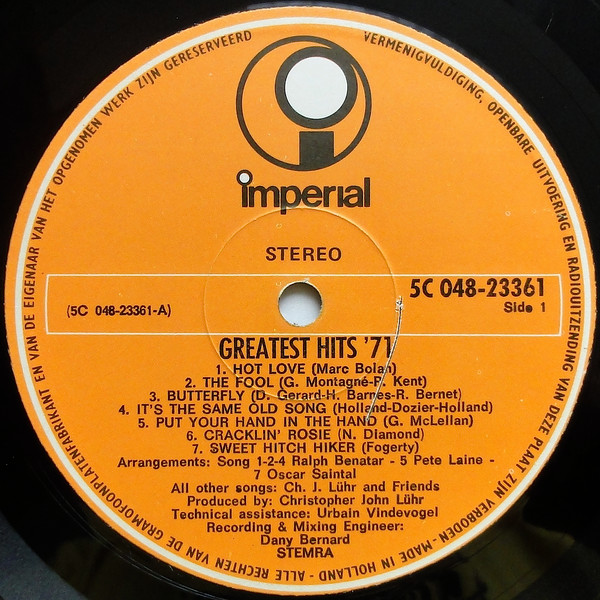 VERMENIGVULDIGING, OPENBARE UITVOERING EN RADIOUITZENDING VAN DEZE PLAAT ZIJN VERBODEN - MADE IN HOLLAND - ALLE RECHTEN VAN DE GRAMOFOONPLATENFABRIKANT EN VAN DE EIGENAAR VAN HET OPGENOMEN WERK ZIJN GERESERVEERD
imperial
STEREO
5C 048-23361
(5C 048-23361-A)
Side 1
GREATEST HITS '71
1. HOT LOVE (Marc Bolan)
2. THE FOOL (G. Montagné-R. Kent)
3. BUTTERFLY (D. Gerard-H. Barnes-R. Bernet)
4. IT'S THE SAME OLD SONG (Holland-Dozier-Holland)
5. PUT YOUR HAND IN THE HAND (G. McLellan)
6. CRACKLIN' ROSIE (N. Diamond)
7. SWEET HITCH HIKER (Fogerty)
Arrangements: Song 1-2-4 Ralph Benatar - 5 Pete Laine -
7 Oscar Saintal
All other songs: Ch. J. Lühr and Friends
Produced by: Christopher John Lühr
Technical assistance: Urbain Vindevogel
Recording & Mixing Engineer:
Dany Bernard
STEMRA